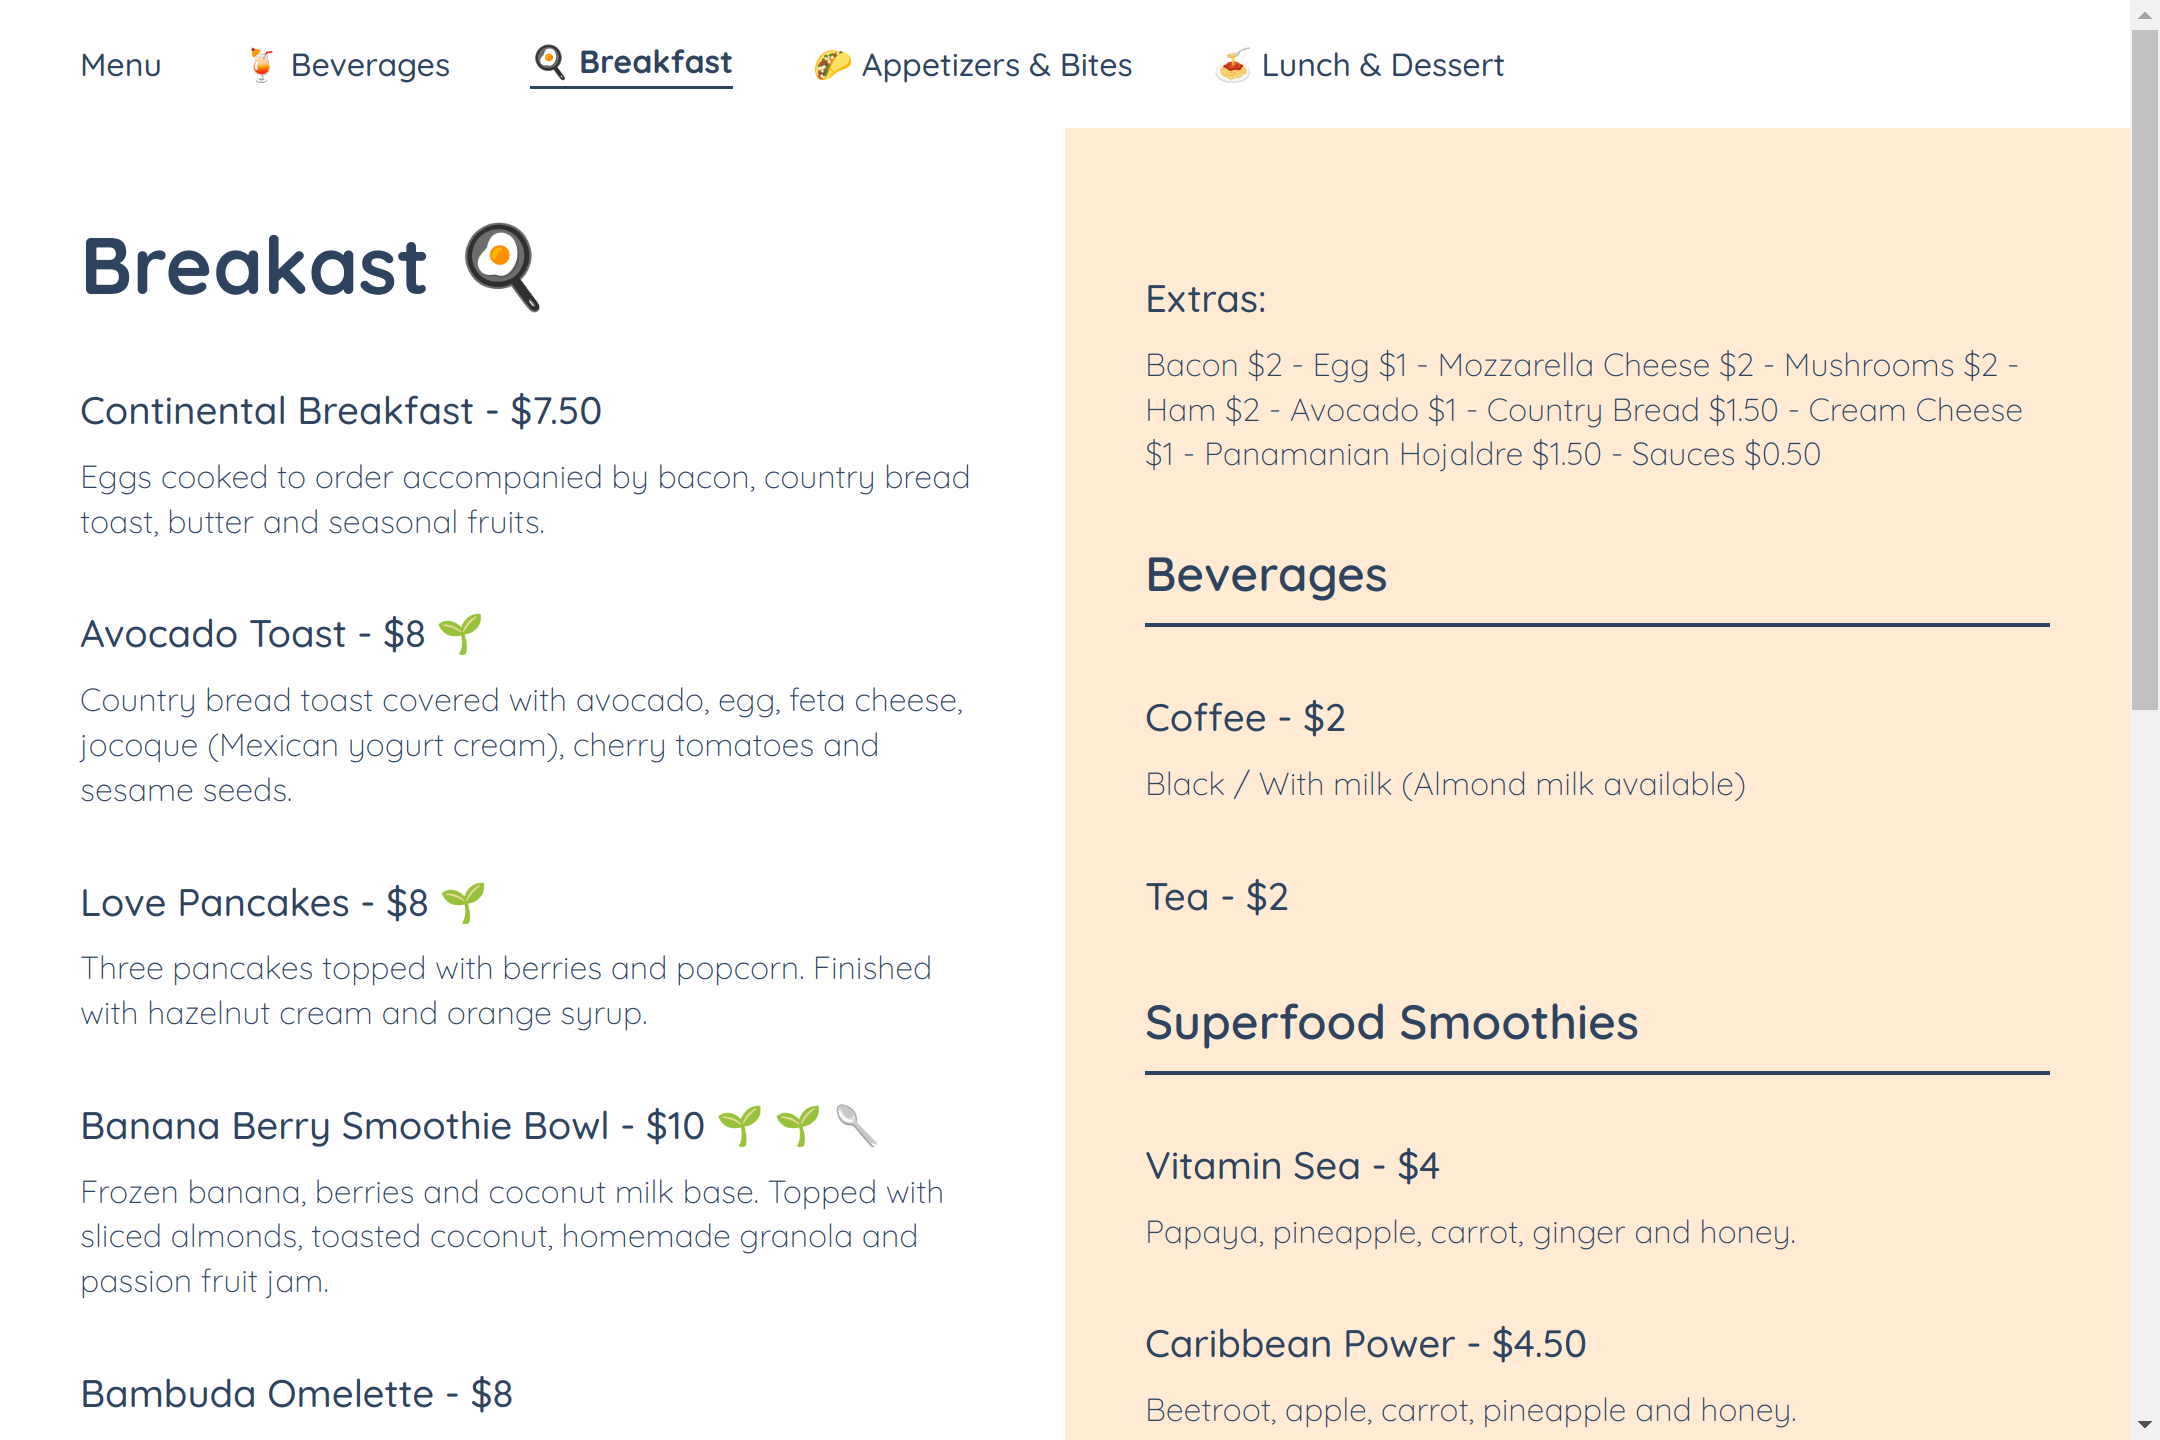 Menu
🍹 Beverages
🍳 Breakfast
🌮 Appetizers & Bites
🍝 Lunch & Dessert
Breakast 🍳
Continental Breakfast - $7.50
Eggs cooked to order accompanied by bacon, country bread
toast, butter and seasonal fruits.
Avocado Toast - $8 🌱
Country bread toast covered with avocado, egg, feta cheese,
jocoque (Mexican yogurt cream), cherry tomatoes and
sesame seeds.
Love Pancakes - $8 🌱
Three pancakes topped with berries and popcorn. Finished
with hazelnut cream and orange syrup.
Banana Berry Smoothie Bowl - $10 🌱 🌱 🥄
Frozen banana, berries and coconut milk base. Topped with
sliced almonds, toasted coconut, homemade granola and
passion fruit jam.
Bambuda Omelette - $8
Extras:
Bacon $2 - Egg $1 - Mozzarella Cheese $2 - Mushrooms $2 -
Ham $2 - Avocado $1 - Country Bread $1.50 - Cream Cheese
$1 - Panamanian Hojaldre $1.50 - Sauces $0.50
Beverages
Coffee - $2
Black / With milk (Almond milk available)
Tea - $2
Superfood Smoothies
Vitamin Sea - $4
Papaya, pineapple, carrot, ginger and honey.
Caribbean Power - $4.50
Beetroot, apple, carrot, pineapple and honey.